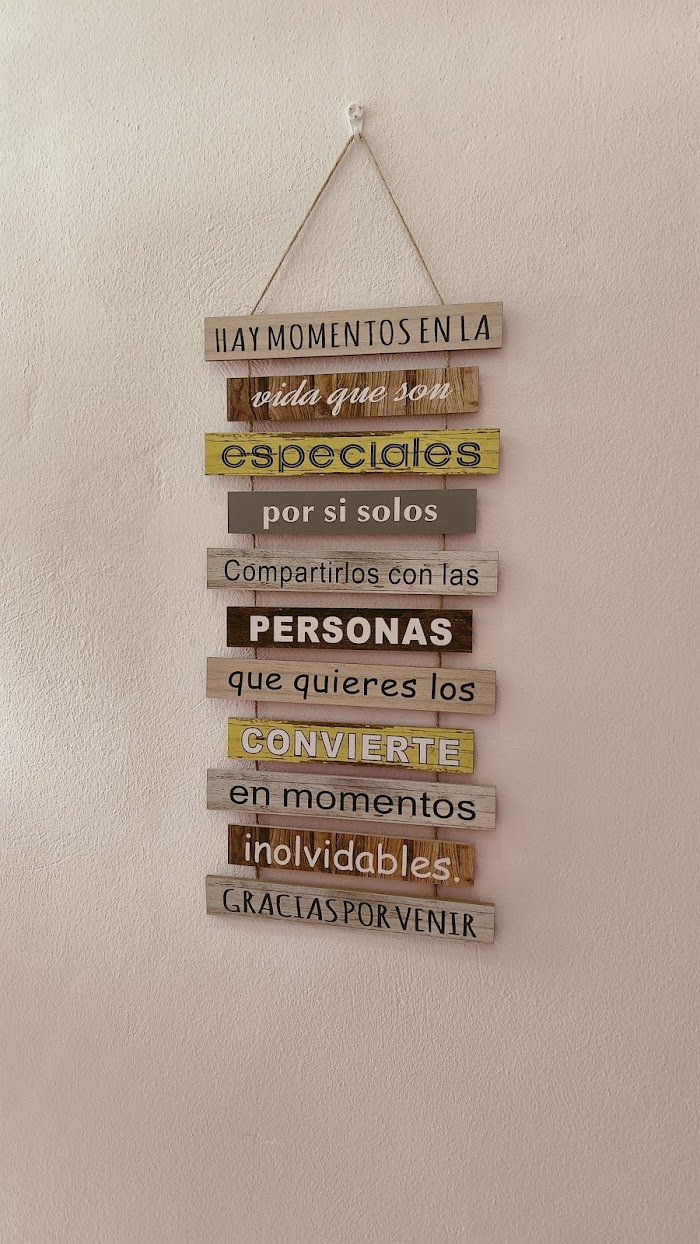 HAY MOMENTOS EN LA
vida que son
especiales
por si solos
Compartirlos con las
PERSONAS
que quieres los
CONVIERTE
en momentos
inolvidables.
GRACIAS POR VENIR